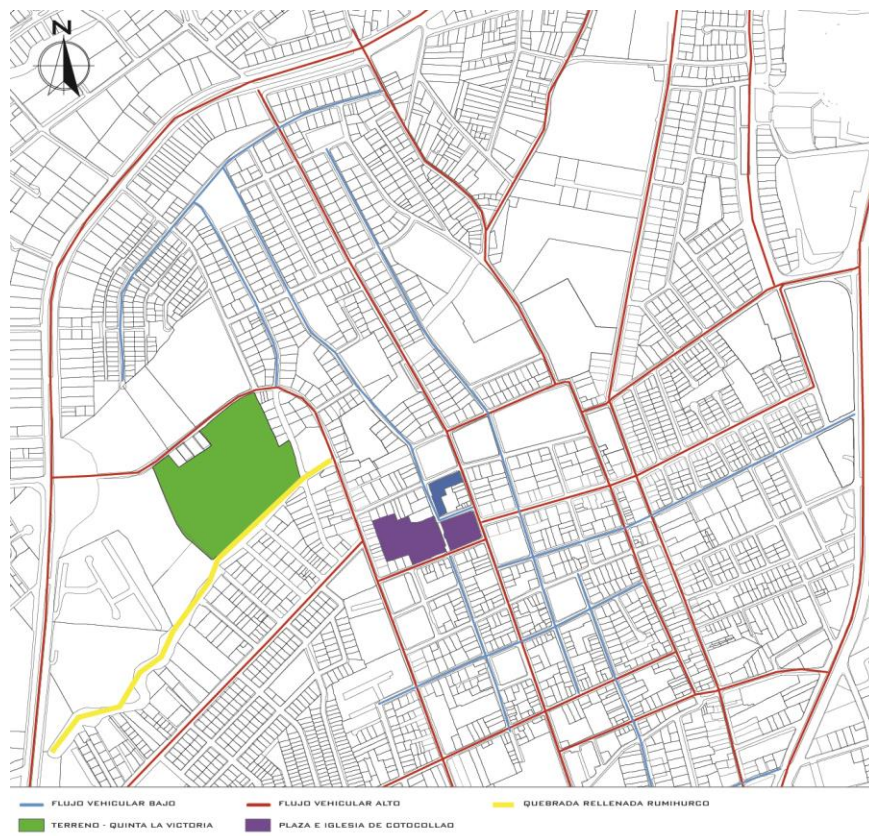 N
FLUJO VEHICULAR BAJO
FLUJO VEHICULAR ALTO
QUEBRADA RELLENADA RUMIHURCO
TERRENO - QUINTA LA VICTORIA
PLAZA E IGLESIA DE COTOCOLLAO